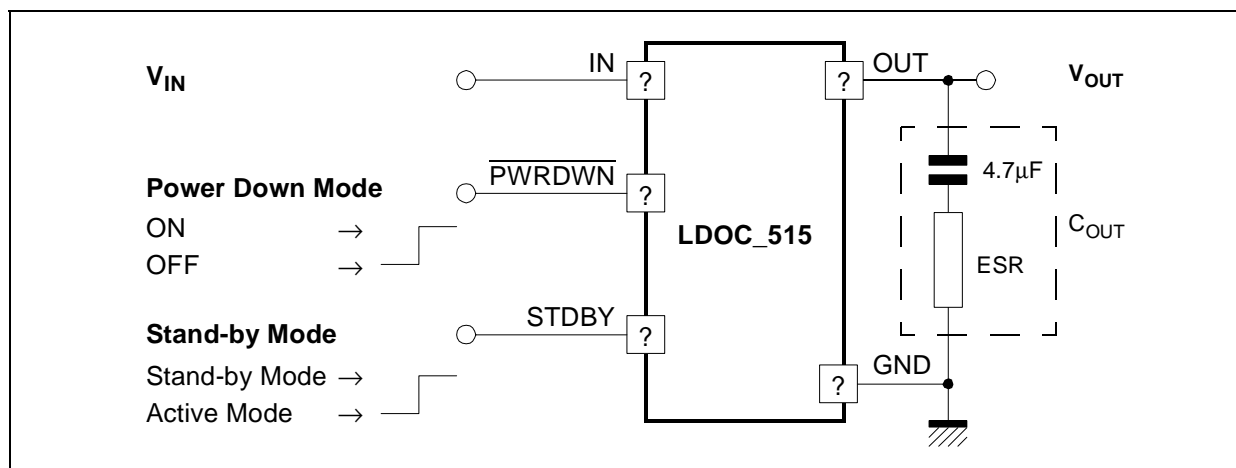 V_IN
IN
?
?
OUT
V_OUT
PWRDWN
?
4.7μF
Power Down Mode
ON →
OFF →
LDOC_515
C_OUT
ESR
STDBY
?
Stand-by Mode
Stand-by Mode →
Active Mode →
GND
?